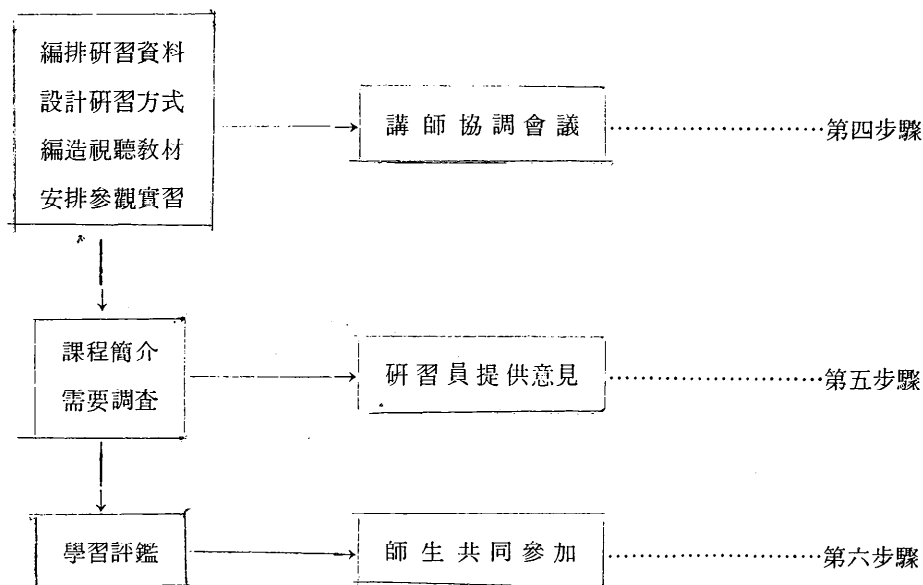 編排研習資料
設計研習方式
編造視聽教材
安排參觀實習
講師協調會議
第四步驟
課程簡介
需要調查
研習員提供意見
第五步驟
學習評鑑
師生共同參加
第六步驟